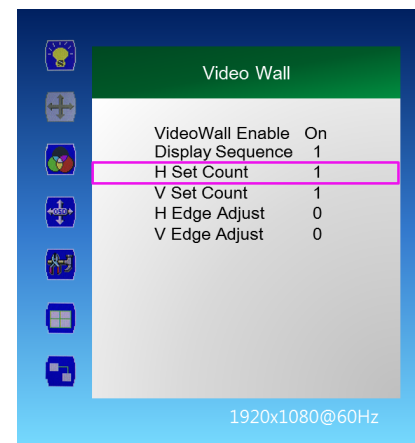 Video Wall
VideoWall Enable On
Display Sequence 1
H Set Count 1
V Set Count 1
H Edge Adjust 0
V Edge Adjust 0
OSD
1920x1080@60Hz